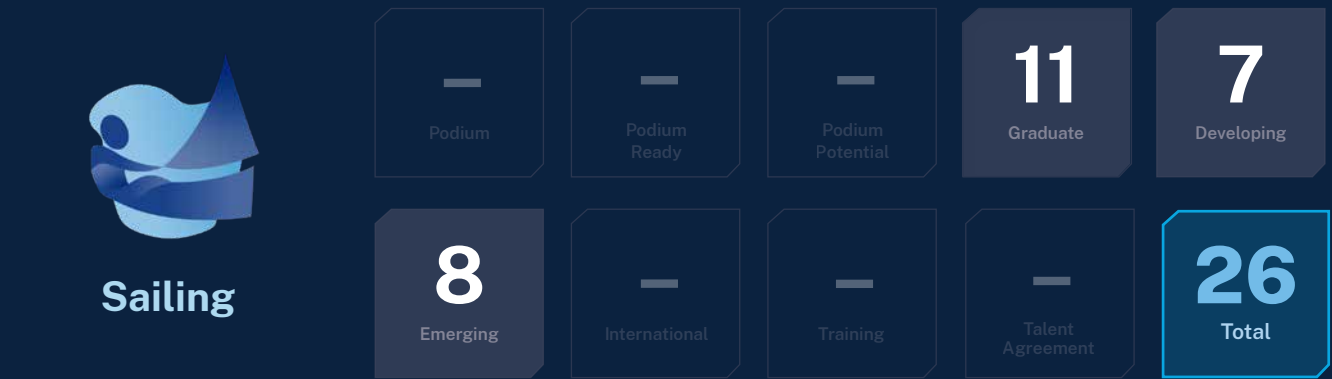 –
Podium
–
Podium
Ready
–
Podium
Potential
11
Graduate
7
Developing
Sailing
8
Emerging
–
International
–
Training
–
Talent
Agreement
26
Total